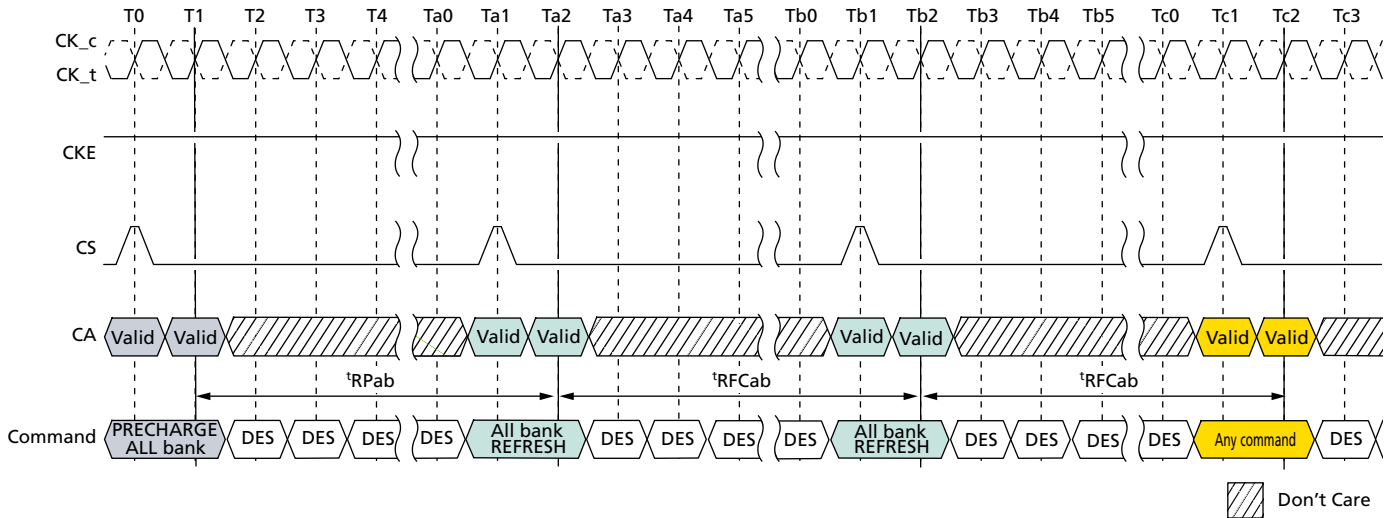 T0 T1 T2 T3 T4 Ta0 Ta1 Ta2 Ta3 Ta4 Ta5 Tb0 Tb1 Tb2 Tb3 Tb4 Tb5 Tc0 Tc1 Tc2 Tc3
CK_c
CK_t
CKE
CS
CA Valid Valid Valid Valid Valid Valid Valid Valid
tRPab tRFCab tRFCab
Command PRECHARGE ALL bank DES DES DES DES All bank REFRESH DES DES DES DES All bank REFRESH DES DES DES DES Any command DES
Don't Care